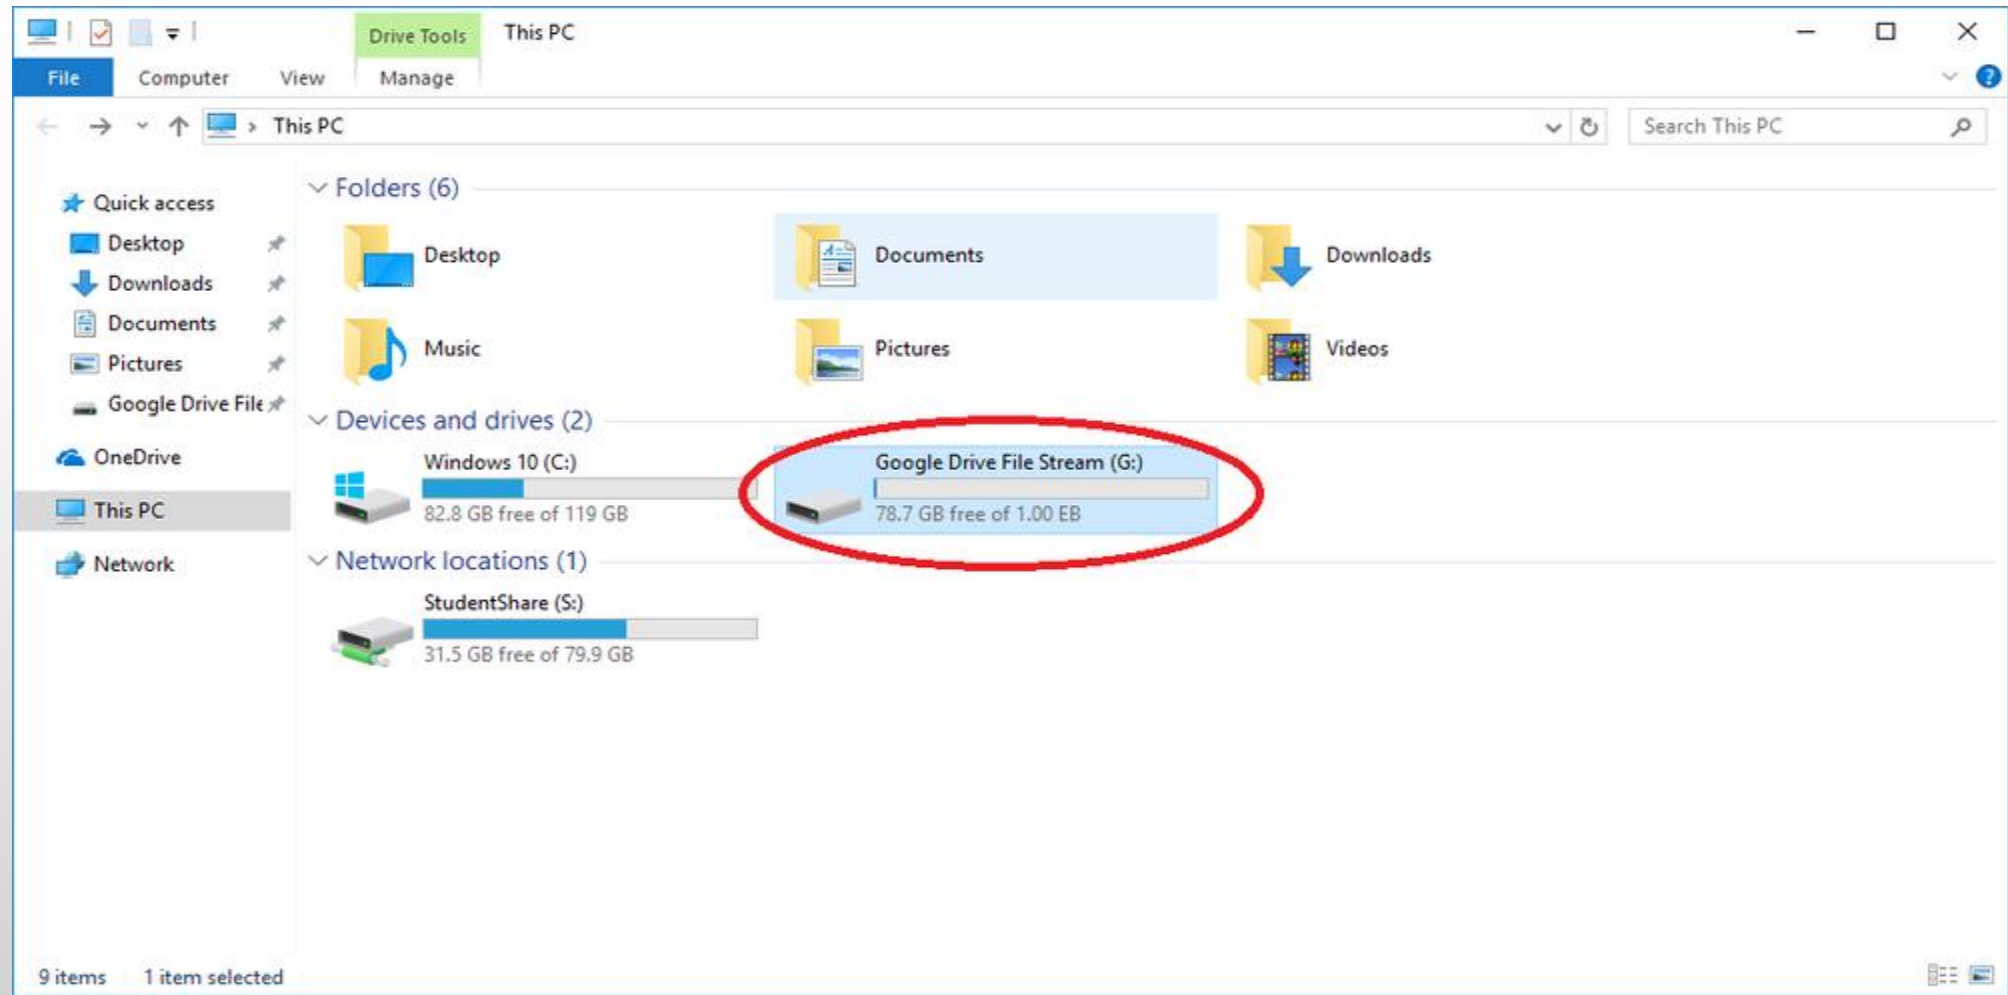 Drive Tools This PC
File Computer View Manage
This PC Search This PC
Quick access
Desktop
Downloads
Documents
Pictures
Google Drive File
OneDrive
This PC
Network
Folders (6)
Desktop Documents Downloads
Music Pictures Videos
Devices and drives (2)
Windows 10 (C:)
82.8 GB free of 119 GB
Google Drive File Stream (G:)
78.7 GB free of 1.00 EB
Network locations (1)
StudentShare (S:)
31.5 GB free of 79.9 GB
9 items 1 item selected